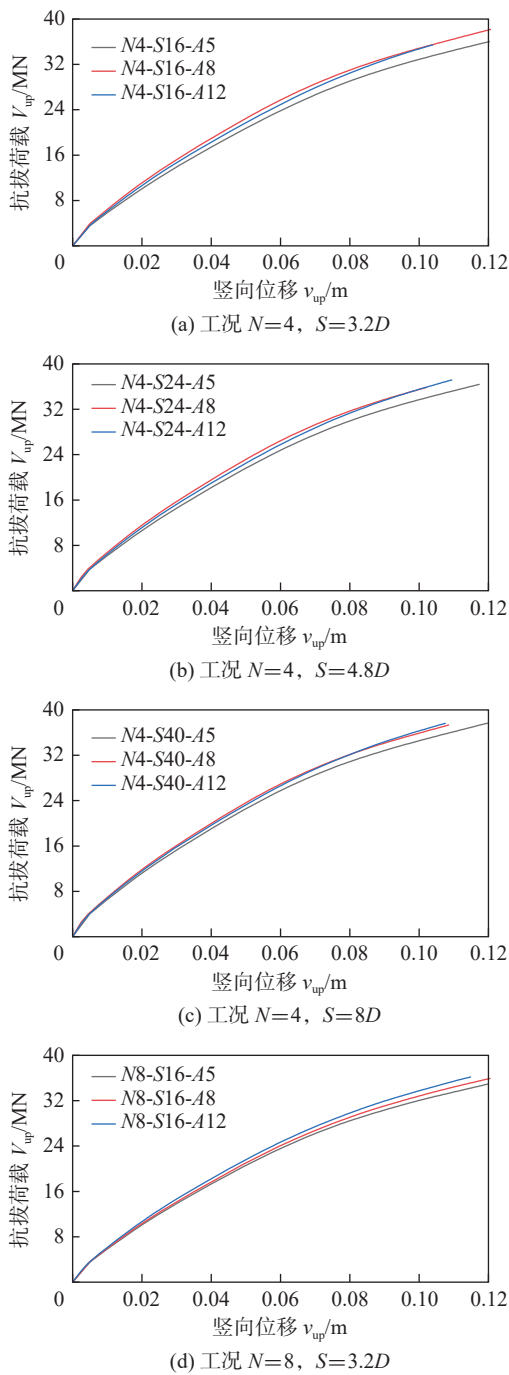 40
32
24
16
8
抗拔荷载 Vup/MN
N4-S16-A5
N4-S16-A8
N4-S16-A12
0 0.02 0.04 0.06 0.08 0.10 0.12
竖向位移 vup/m
(a) 工况 N=4，S=3.2D
40
32
24
16
8
抗拔荷载 Vup/MN
N4-S24-A5
N4-S24-A8
N4-S24-A12
0 0.02 0.04 0.06 0.08 0.10 0.12
竖向位移 vup/m
(b) 工况 N=4，S=4.8D
40
32
24
16
8
抗拔荷载 Vup/MN
N4-S40-A5
N4-S40-A8
N4-S40-A12
0 0.02 0.04 0.06 0.08 0.10 0.12
竖向位移 vup/m
(c) 工况 N=4，S=8D
40
32
24
16
8
抗拔荷载 Vup/MN
N8-S16-A5
N8-S16-A8
N8-S16-A12
0 0.02 0.04 0.06 0.08 0.10 0.12
竖向位移 vup/m
(d) 工况 N=8，S=3.2D